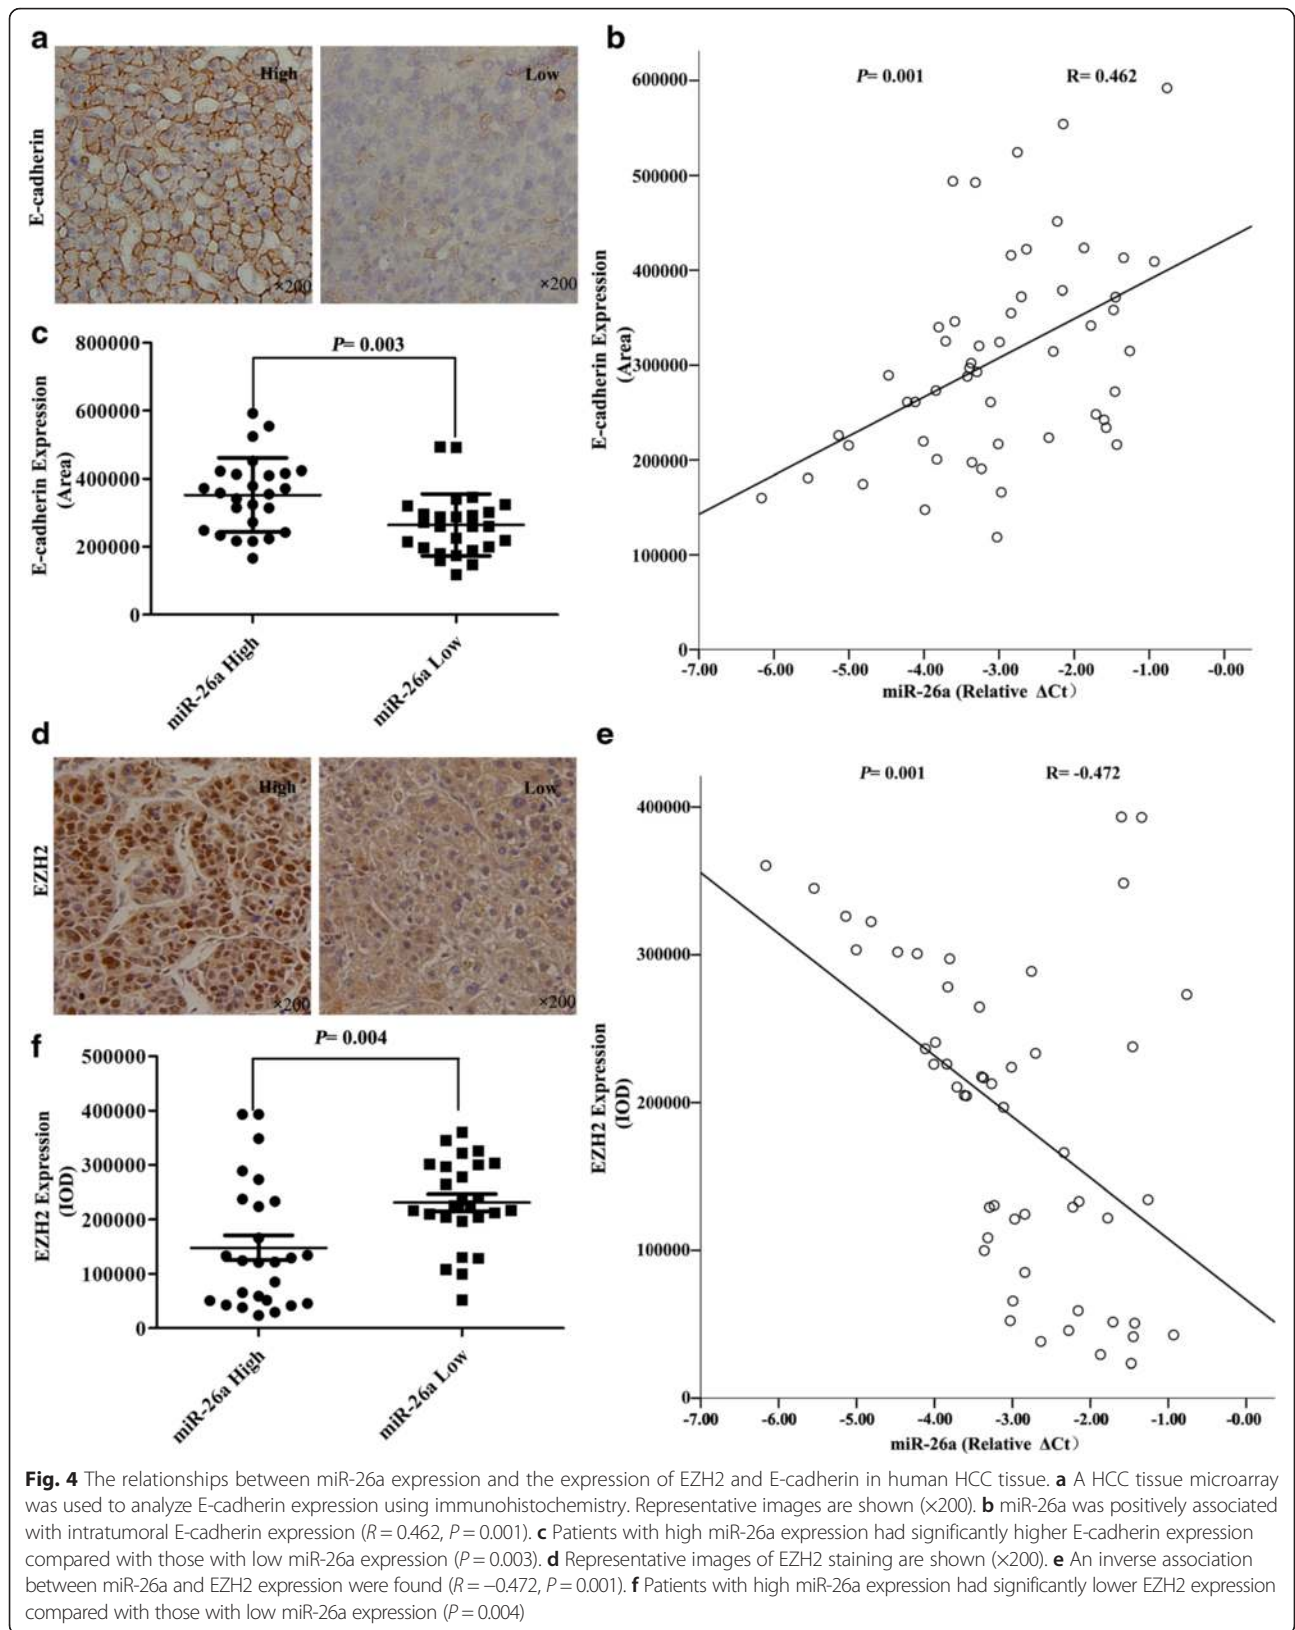 a
High
×200
Low
×200
E-cadherin
b
P= 0.001
R= 0.462
600000
500000
400000
300000
200000
100000
0
E-cadherin Expression
(Area)
-7.00 -6.00 -5.00 -4.00 -3.00 -2.00 -1.00 -0.00
miR-26a (Relative ΔCt)
c
P= 0.003
800000
600000
400000
200000
0
E-cadherin Expression
(Area)
miR-26a High
miR-26a Low
d
High
×200
Low
×200
EZH2
e
P= 0.001
R= -0.472
400000
300000
200000
100000
0
EZH2 Expression
(IOD)
-7.00 -6.00 -5.00 -4.00 -3.00 -2.00 -1.00 -0.00
miR-26a (Relative ΔCt)
f
P= 0.004
500000
400000
300000
200000
100000
0
EZH2 Expression
(IOD)
miR-26a High
miR-26a Low
Fig. 4 The relationships between miR-26a expression and the expression of EZH2 and E-cadherin in human HCC tissue. a A HCC tissue microarray
was used to analyze E-cadherin expression using immunohistochemistry. Representative images are shown (×200). b miR-26a was positively associated
with intratumoral E-cadherin expression (R = 0.462, P = 0.001). c Patients with high miR-26a expression had significantly higher E-cadherin expression
compared with those with low miR-26a expression (P = 0.003). d Representative images of EZH2 staining are shown (×200). e An inverse association
between miR-26a and EZH2 expression were found (R = −0.472, P = 0.001). f Patients with high miR-26a expression had significantly lower EZH2 expression
compared with those with low miR-26a expression (P = 0.004)